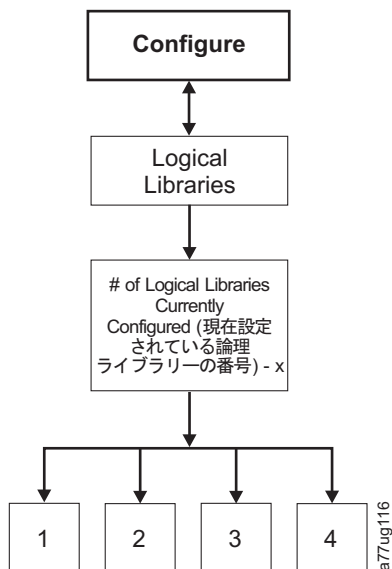 Configure
Logical
Libraries
# of Logical Libraries
Currently
Configured (現在設定
されている論理
ライブラリーの番号) - x
1
2
3
4
a77ug116